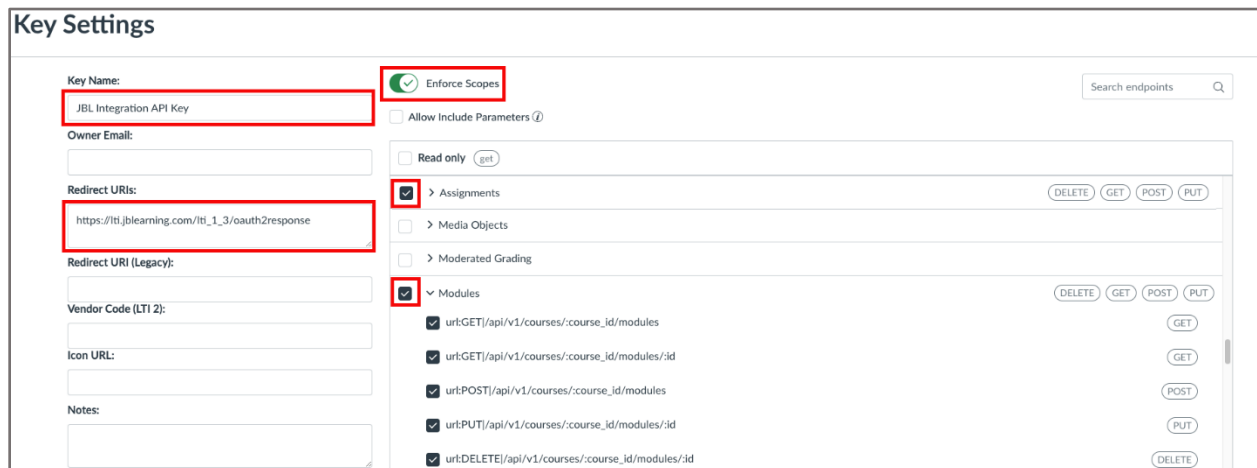 Key Settings
Key Name:
JBL Integration API Key
Owner Email:
Redirect URIs:
https://lti.jblearning.com/lti_1_3/oauth2response
Redirect URI (Legacy):
Vendor Code (LTI 2):
Icon URL:
Notes:
Enforce Scopes
Search endpoints
Allow Include Parameters
Read only get
Assignments DELETE GET POST PUT
Media Objects
Moderated Grading
Modules DELETE GET POST PUT
url:GET|/api/v1/courses/:course_id/modules GET
url:GET|/api/v1/courses/:course_id/modules/:id GET
url:POST|/api/v1/courses/:course_id/modules POST
url:PUT|/api/v1/courses/:course_id/modules/:id PUT
url:DELETE|/api/v1/courses/:course_id/modules/:id DELETE